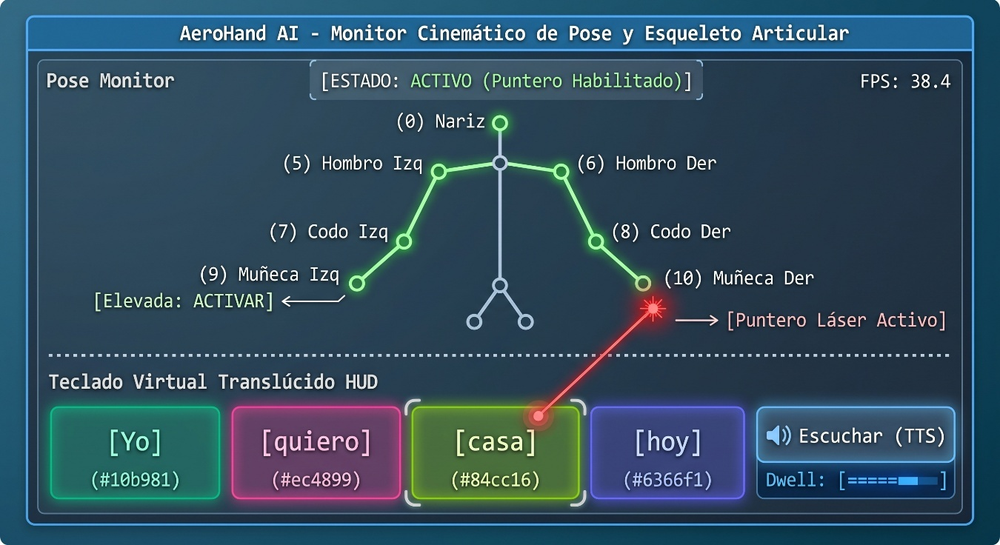 AeroHand AI - Monitor Cinemático de Pose y Esqueleto Articular
Pose Monitor
[ESTADO: ACTIVO (Puntero Habilitado)]
FPS: 38.4
(0) Nariz
(5) Hombro Izq
(6) Hombro Der
(7) Codo Izq
(8) Codo Der
(9) Muñeca Izq
(10) Muñeca Der
[Elevada: ACTIVAR]
[Puntero Láser Activo]
Teclado Virtual Translúcido HUD
[Yo]
(#10b981)
[quiero]
(#ec4899)
[casa]
(#84cc16)
[hoy]
(#6366f1)
Escuchar (TTS)
Dwell: [===== ]